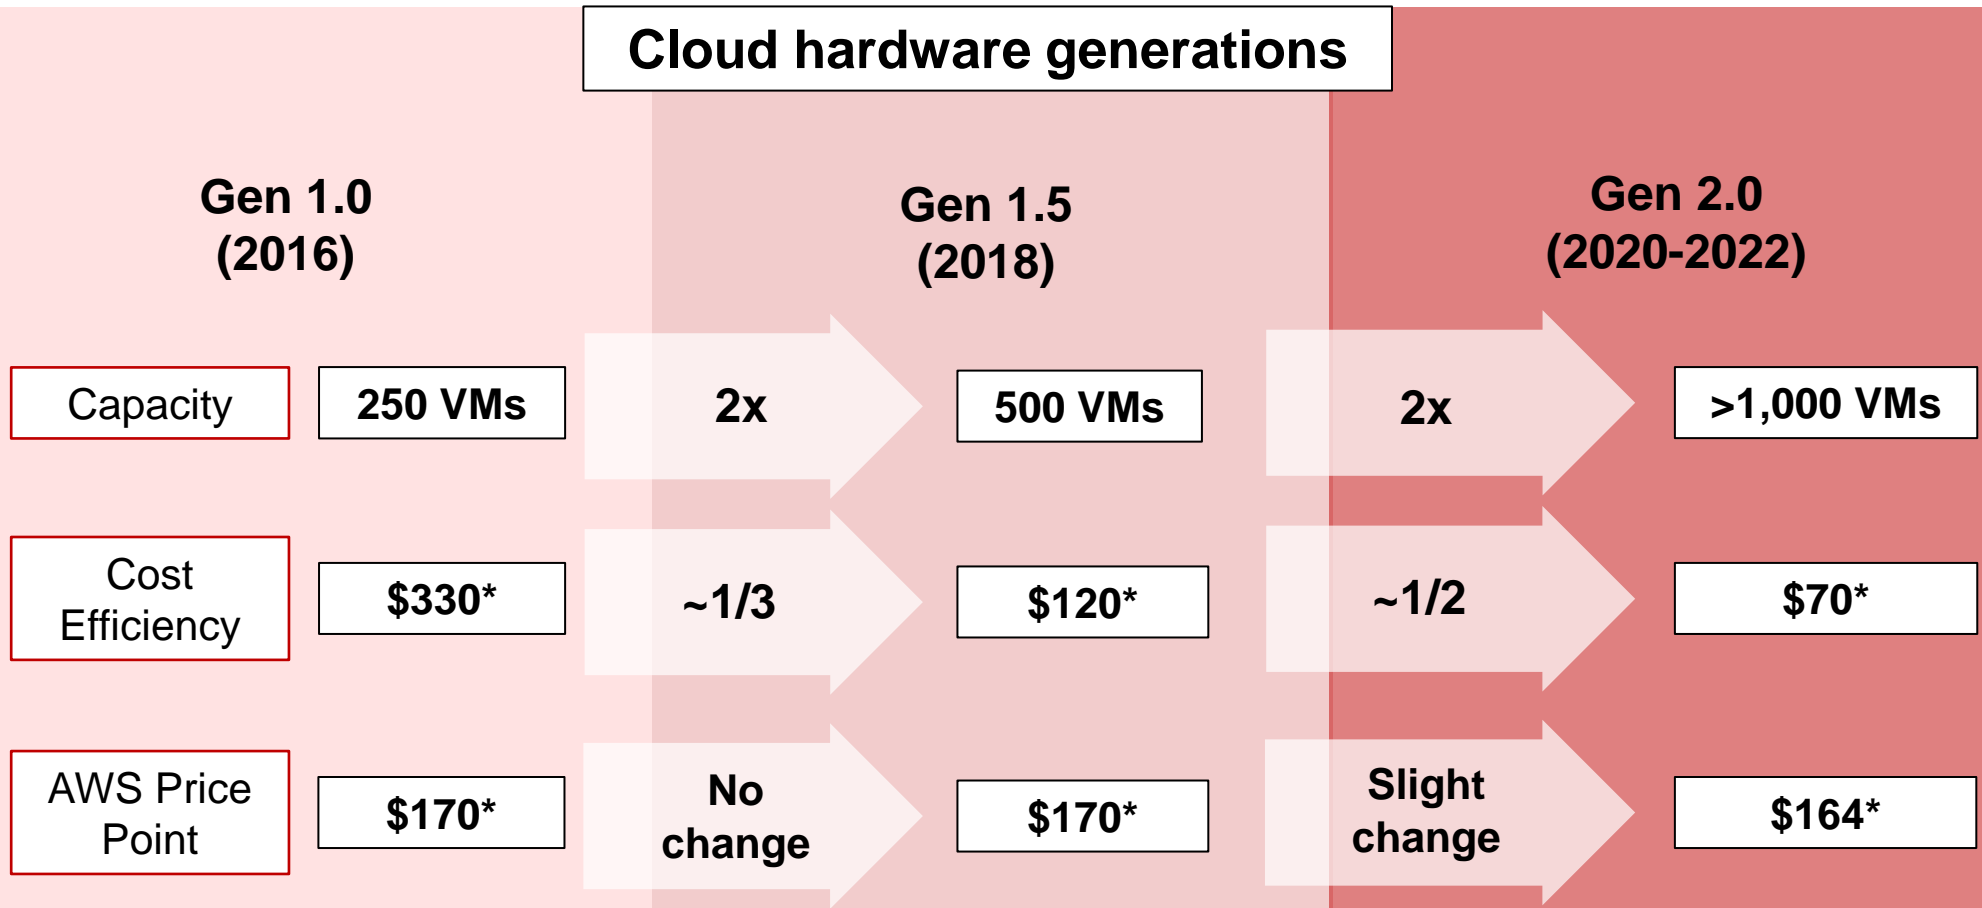 Cloud hardware generations
Gen 1.0
(2016)
Gen 1.5
(2018)
Gen 2.0
(2020-2022)
Capacity
250 VMs
2x
500 VMs
2x
>1,000 VMs
Cost
Efficiency
$330*
~1/3
$120*
~1/2
$70*
AWS Price
Point
$170*
No
change
$170*
Slight
change
$164*